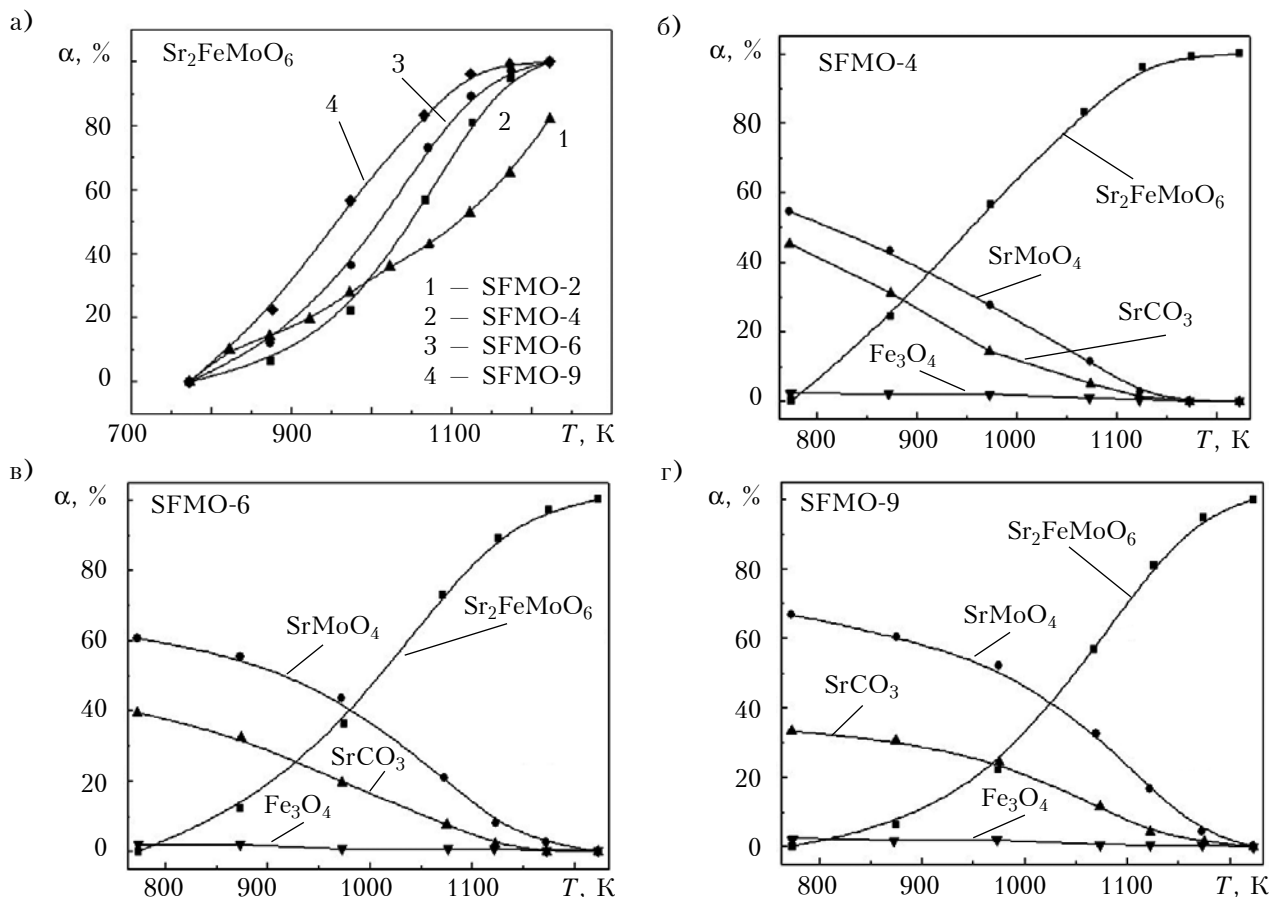 а)
α, %
Sr₂FeMoO₆
80
60
40
20
0
700
900
1100
T, К
3
4
2
1
1 – SFMO-2
2 – SFMO-4
3 – SFMO-6
4 – SFMO-9
б)
α, %
SFMO-4
80
60
40
20
0
800
900
1000
1100
T, К
Sr₂FeMoO₆
SrMoO₄
SrCO₃
Fe₃O₄
в)
α, %
SFMO-6
80
60
40
20
0
800
900
1000
1100
T, К
Sr₂FeMoO₆
SrMoO₄
SrCO₃
Fe₃O₄
г)
α, %
SFMO-9
80
60
40
20
0
800
900
1000
1100
T, К
Sr₂FeMoO₆
SrMoO₄
SrCO₃
Fe₃O₄